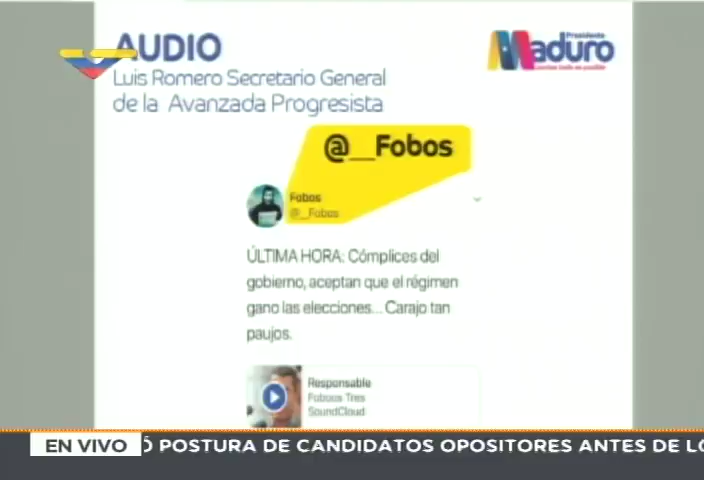 AUDIO
Luis Romero Secretario General
de la Avanzada Progresista
Presidente
Maduro
@__Fobos
Fobos
@__Fobos
ÚLTIMA HORA: Cómplices del
gobierno, aceptan que el régimen
gano las elecciones... Carajo tan
paujos.
Responsable
Foboos Tres
SoundCloud
EN VIVO
Ó POSTURA DE CANDIDATOS OPOSITORES ANTES DE LO